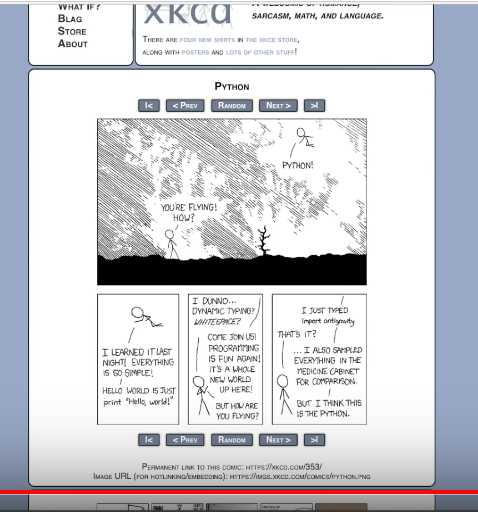 WHAT IF?
BLAG
STORE
ABOUT
xkcd
A WEBCOMIC OF ROMANCE,
SARCASM, MATH, AND LANGUAGE.
THERE ARE FOUR NEW SHIRTS IN THE XKCD STORE,
ALONG WITH POSTERS AND LOTS OF OTHER STUFF!
PYTHON
|< < PREV RANDOM NEXT > >|
PYTHON!
YOU'RE FLYING!
HOW?
I LEARNED IT LAST
NIGHT! EVERYTHING
IS SO SIMPLE!
HELLO WORLD IS JUST
print "Hello, world!"
I DUNNO...
DYNAMIC TYPING?
WHITESPACE?
COME JOIN US!
PROGRAMMING
IS FUN AGAIN!
IT'S A WHOLE
NEW WORLD
UP HERE!
BUT HOW ARE
YOU FLYING?
I JUST TYPED
import antigravity
THAT'S IT?
... I ALSO SAMPLED
EVERYTHING IN THE
MEDICINE CABINET
FOR COMPARISON.
BUT I THINK THIS
IS THE PYTHON.
|< < PREV RANDOM NEXT > >|
PERMANENT LINK TO THIS COMIC: HTTPS://XKCD.COM/353/
IMAGE URL (FOR HOTLINKING/EMBEDDING): HTTPS://IMGS.XKCD.COM/COMICS/PYTHON.PNG